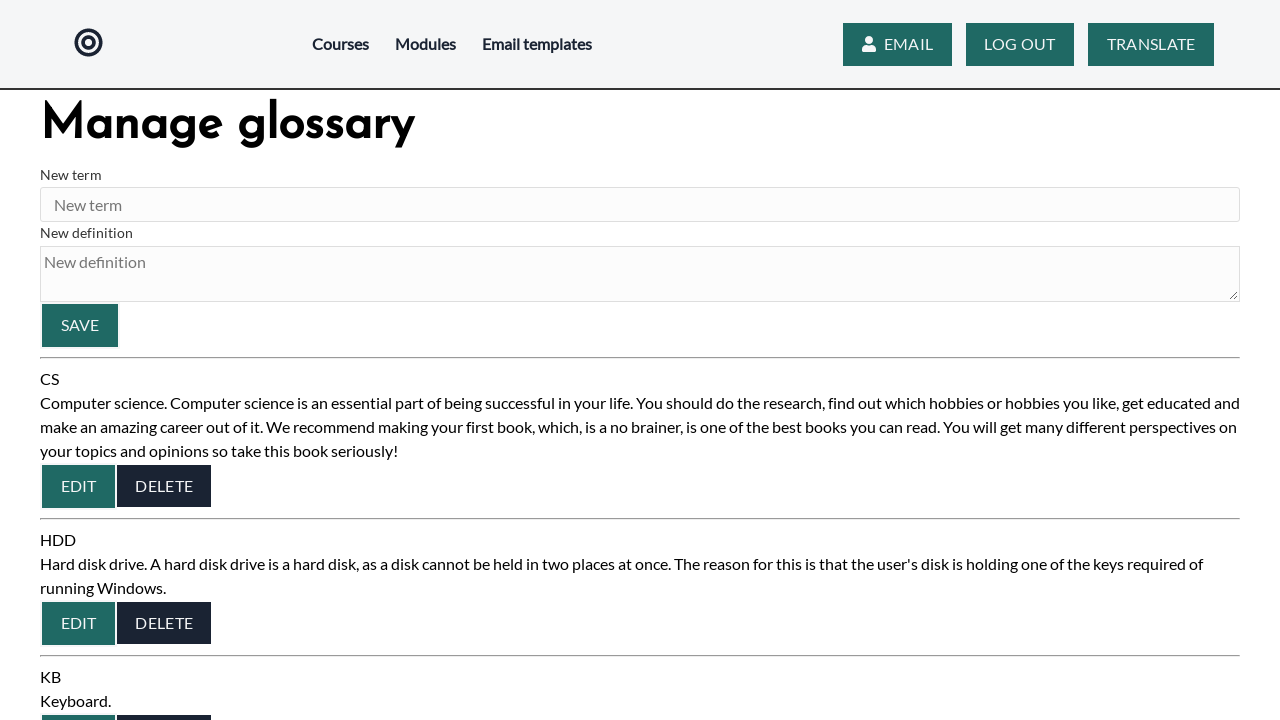 Courses Modules Email templates EMAIL LOG OUT TRANSLATE
Manage glossary
New term
New term
New definition
New definition
SAVE
CS
Computer science. Computer science is an essential part of being successful in your life. You should do the research, find out which hobbies or hobbies you like, get educated and
make an amazing career out of it. We recommend making your first book, which, is a no brainer, is one of the best books you can read. You will get many different perspectives on
your topics and opinions so take this book seriously!
EDIT DELETE
HDD
Hard disk drive. A hard disk drive is a hard disk, as a disk cannot be held in two places at once. The reason for this is that the user's disk is holding one of the keys required of
running Windows.
EDIT DELETE
KB
Keyboard.